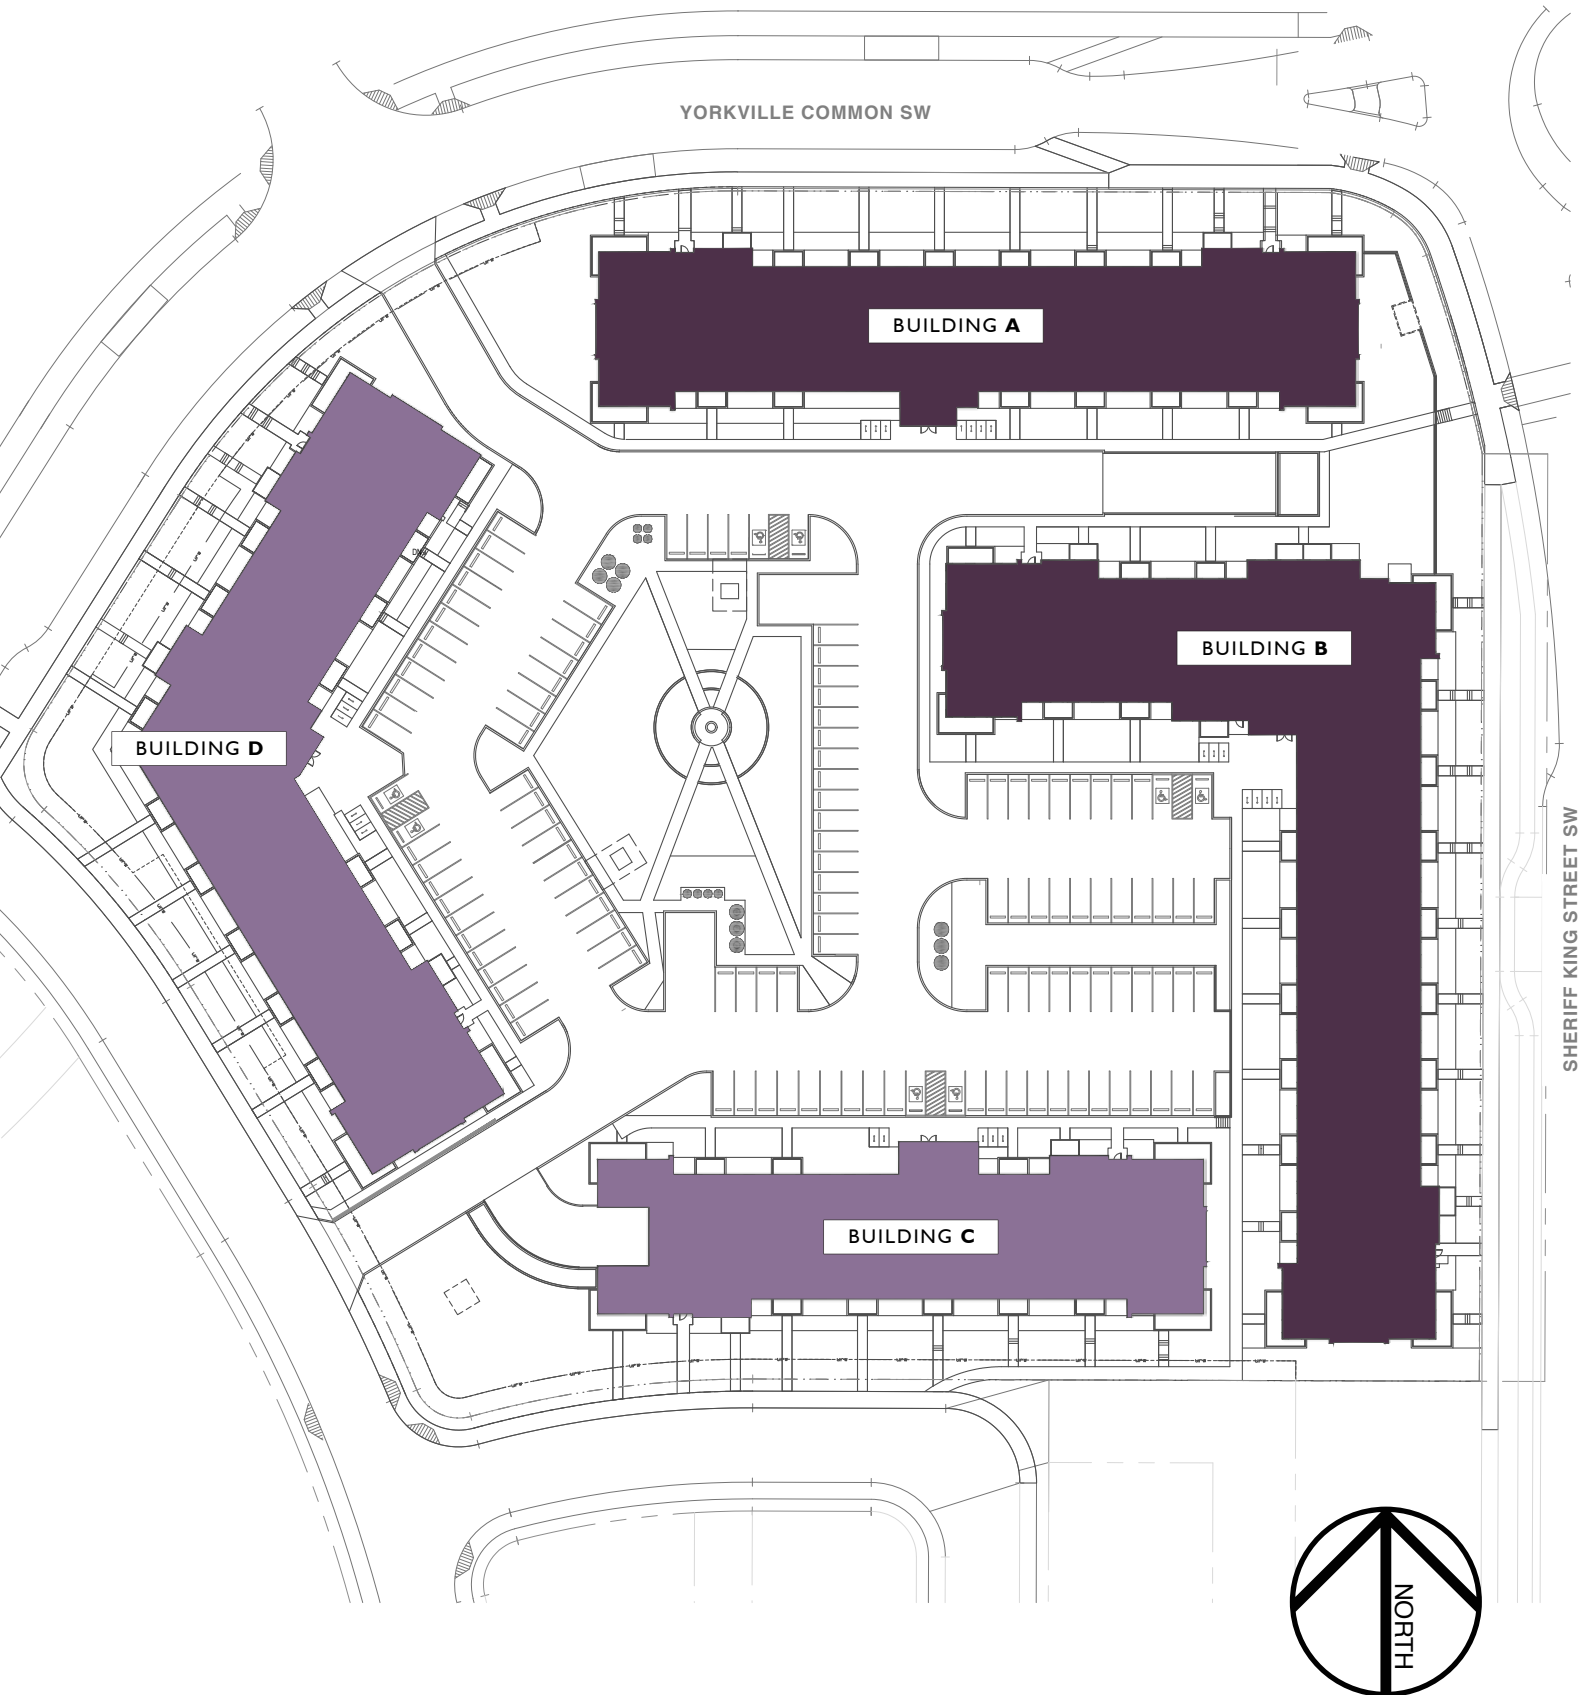 YORKVILLE COMMON SW
BUILDING A
BUILDING B
BUILDING D
SHERIFF KING STREET SW
BUILDING C
NORTH